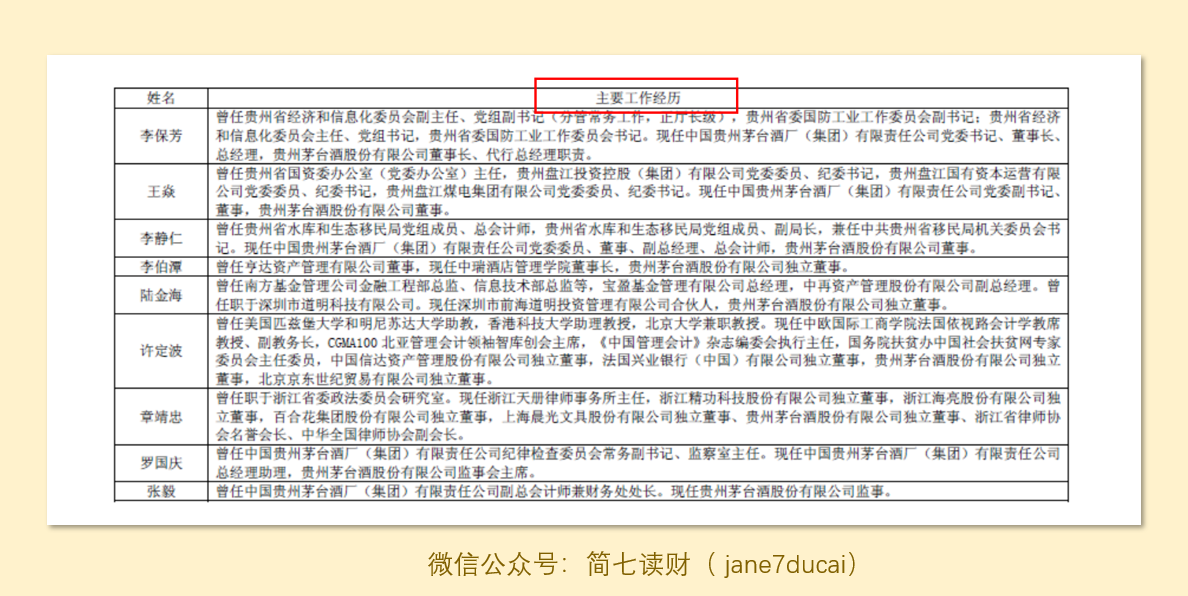 姓名 主要工作经历
李保芳
曾任贵州省经济和信息化委员会副主任、党组副书记（分管常务工作，正厅长级），贵州省委国防工业工作委员会副书记；贵州省经济
和信息化委员会主任、党组书记，贵州省委国防工业工作委员会书记。现任中国贵州茅台酒厂（集团）有限责任公司党委书记、董事长、
总经理，贵州茅台酒股份有限公司董事长、代行总经理职责。
王焱
曾任贵州省国资委办公室（党委办公室）主任，贵州盘江投资控股（集团）有限公司党委委员、纪委书记，贵州盘江国有资本运营有限
公司党委委员、纪委书记，贵州盘江煤电集团有限公司党委委员、纪委书记。现任中国贵州茅台酒厂（集团）有限责任公司党委副书记、
董事，贵州茅台酒股份有限公司董事。
李静仁
曾任贵州省水库和生态移民局党组成员、总会计师，贵州省水库和生态移民局党组成员、副局长，兼任中共贵州省移民局机关委员会书
记。现任中国贵州茅台酒厂（集团）有限责任公司党委委员、董事、副总经理、总会计师，贵州茅台酒股份有限公司董事。
李伯潭
曾任亨达资产管理有限公司董事，现任中瑞酒店管理学院董事长，贵州茅台酒股份有限公司独立董事。
陆金海
曾任南方基金管理公司金融工程部总监、信息技术部总监等，宝盈基金管理有限公司总经理，中再资产管理股份有限公司副总经理。曾
任职于深圳市道明科技有限公司。现任深圳市前海道明投资管理有限公司合伙人，贵州茅台酒股份有限公司独立董事。
许定波
曾任美国匹兹堡大学和明尼苏达大学助教，香港科技大学助理教授，北京大学兼职教授。现任中欧国际工商学院法国依视路会计学教席
教授、副教务长，CGMA100 北亚管理会计领袖智库创会主席，《中国管理会计》杂志编委会执行主任，国务院扶贫办中国社会扶贫网专家
委员会主任委员，中国信达资产管理股份有限公司独立董事，法国兴业银行（中国）有限公司独立董事，贵州茅台酒股份有限公司独立
董事，北京京东世纪贸易有限公司独立董事。
章靖忠
曾任职于浙江省委政法委员会研究室。现任浙江天册律师事务所主任，浙江精功科技股份有限公司独立董事，浙江海亮股份有限公司独
立董事，百合花集团股份有限公司独立董事，上海晨光文具股份有限公司独立董事、贵州茅台酒股份有限公司独立董事、浙江省律师协
会名誉会长、中华全国律师协会副会长。
罗国庆
曾任中国贵州茅台酒厂（集团）有限责任公司纪律检查委员会常务副书记、监察室主任。现任中国贵州茅台酒厂（集团）有限责任公司
总经理助理，贵州茅台酒股份有限公司监事会主席。
张毅
曾任中国贵州茅台酒厂（集团）有限责任公司副总会计师兼财务处处长。现任贵州茅台酒股份有限公司监事。
微信公众号：简七读财（ jane7ducai）